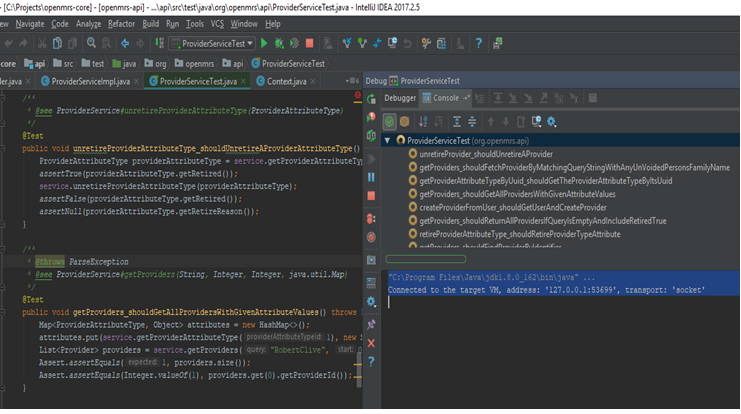 - [C:\Projects\openmrs-core] - [openmrs-api] - ...\api\src\test\java\org\openmrs\api\ProviderServiceTest.java - IntelliJ IDEA 2017.2.5
View Navigate Code Analyze Refactor Build Run Tools VCS Window Help
ProviderServiceTest
-core api src test java org openmrs api ProviderServiceTest
ider.java ProviderServiceImpl.java ProviderServiceTest.java Context.java
Debug ProviderServiceTest
Debugger Console
/**
* @see ProviderService#unretireProviderAttributeType(ProviderAttributeType)
*/
@Test
public void unretireProviderAttributeType_shouldUnretireAProviderAttributeType()
ProviderAttributeType providerAttributeType = service.getProviderAttributeTyp
assertTrue(providerAttributeType.getRetired());
service.unretireProviderAttributeType(providerAttributeType);
assertFalse(providerAttributeType.getRetired());
assertNull(providerAttributeType.getRetireReason());
}
/**
* @throws ParseException
* @see ProviderService#getProviders(String, Integer, Integer, java.util.Map)
*/
@Test
public void getProviders_shouldGetAllProvidersWithGivenAttributeValues() throws
Map<ProviderAttributeType, Object> attributes = new HashMap<>();
attributes.put(service.getProviderAttributeType( providerAttributeTypeId: 1), new S
List<Provider> providers = service.getProviders( query: "RobertClive", start: 0
Assert.assertEquals( expected: 1, providers.size());
Assert.assertEquals(Integer.valueOf(1), providers.get(0).getProviderId());
}
ProviderServiceTest (org.openmrs.api)
unretireProvider_shouldUnretireAProvider
getProviders_shouldFetchProviderByMatchingQueryStringWithAnyUnVoidedPersonsFamilyName
getProviderAttributeTypeByUuid_shouldGetTheProviderAttributeTypeByItsUuid
getProviders_shouldGetAllProvidersWithGivenAttributeValues
createProviderFromUser_shouldGetUserAndCreateProvider
getProviders_shouldReturnAllProvidersIfQueryIsEmptyAndIncludeRetiredTrue
retireProviderAttributeType_shouldRetireProviderTypeAttribute
getProviders_shouldFindProviderByIdentifier
"C:\Program Files\Java\jdk1.8.0_162\bin\java" ...
Connected to the target VM, address: '127.0.0.1:53699', transport: 'socket'